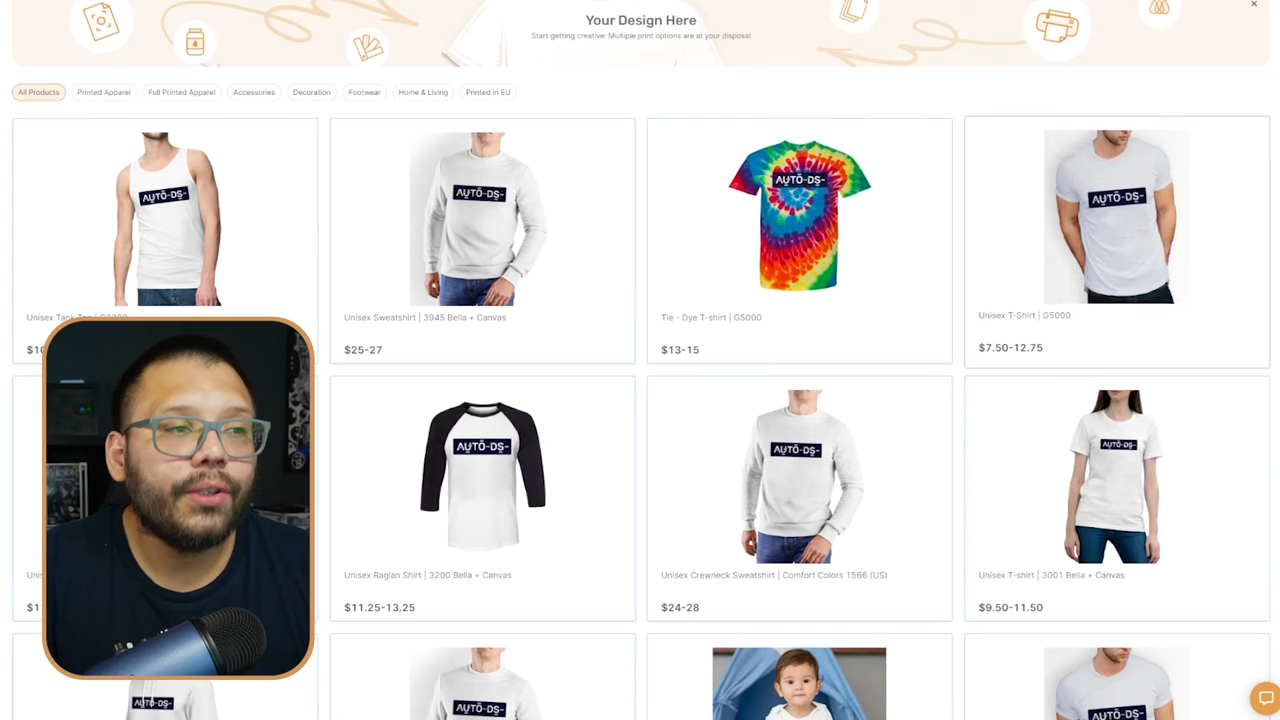 Your Design Here
Start getting creative: Multiple print options are at your disposal
All Products
Printed Apparel
Full Printed Apparel
Accessories
Decoration
Footwear
Home & Living
Printed in EU
AUTO-DS-
AUTO-DS-
AUTO-DS-
AUTO-DS-
Unisex Tank
Unisex Sweatshirt | 3945 Bella + Canvas
Tie - Dye T-shirt | G5000
Unisex T-Shirt | G5000
$25-27
$13-15
$7.50-12.75
AUTO-DS-
AUTO-DS-
AUTO-DS-
Unisex Raglan Shirt | 3200 Bella + Canvas
Unisex Crewneck Sweatshirt | Comfort Colors 1566 (US)
Unisex T-shirt | 3001 Bella + Canvas
$11.25-13.25
$24-28
$9.50-11.50
AUTO-DS-
AUTO-DS-
AUTO-DS-